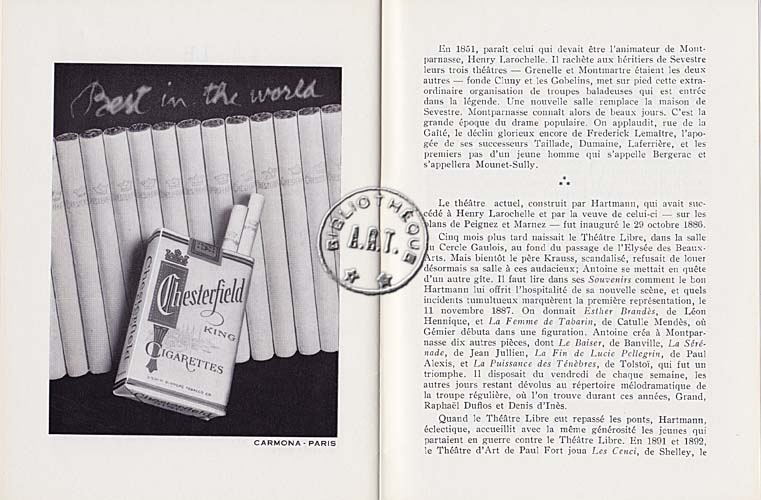 Best in the world
Chesterfield
KING
CIGARETTES
CARMONA - PARIS
BIBLIOTHÈQUE
A.R.T.
En 1851, paraît celui qui devait être l'animateur de Mont-
parnasse, Henry Larochelle. Il rachète aux héritiers de Sevestre
leurs trois théâtres — Grenelle et Montmartre étaient les deux
autres — fonde Cluny et les Gobelins, met sur pied cette extra-
ordinaire organisation de troupes baladeuses qui est entrée
dans la légende. Une nouvelle salle remplace la maison de
Sevestre. Montparnasse connaît alors de beaux jours. C'est la
grande époque du drame populaire. On applaudit, rue de la
Gaîté, le déclin glorieux encore de Frederick Lemaître, l'apo-
gée de ses successeurs Taillade, Dumaine, Laferrière, et les
premiers pas d'un jeune homme qui s'appelle Bergerac et
s'appellera Mounet-Sully.
Le théâtre actuel, construit par Hartmann, qui avait suc-
cédé à Henry Larochelle et par la veuve de celui-ci — sur les
plans de Peignez et Marnez — fut inauguré le 29 octobre 1886.
Cinq mois plus tard naissait le Théâtre Libre, dans la salle
du Cercle Gaulois, au fond du passage de l'Elysée des Beaux-
Arts. Mais bientôt le père Krauss, scandalisé, refusait de louer
désormais sa salle à ces audacieux; Antoine se mettait en quête
d'un autre gîte. Il faut lire dans ses Souvenirs comment le bon
Hartmann lui offrit l'hospitalité de sa nouvelle scène, et quels
incidents tumultueux marquèrent la première représentation, le
11 novembre 1887. On donnait Esther Brandès, de Léon
Hennique, et La Femme de Tabarin, de Catulle Mendès, où
Gémier débuta dans une figuration. Antoine créa à Montpar-
nasse dix autres pièces, dont Le Baiser, de Banville, La Séré-
nade, de Jean Jullien, La Fin de Lucie Pellegrin, de Paul
Alexis, et La Puissance des Ténèbres, de Tolstoï, qui fut un
triomphe. Il disposait du vendredi de chaque semaine, les
autres jours restant dévolus au répertoire mélodramatique de
la troupe régulière, où l'on trouve durant ces années, Grand,
Raphaël Duflos et Denis d'Inès.
Quand le Théâtre Libre eut repassé les ponts, Hartmann,
éclectique, accueillit avec la même générosité les jeunes qui
partaient en guerre contre le Théâtre Libre. En 1891 et 1892,
le Théâtre d'Art de Paul Fort joua Les Cenci, de Shelley, le